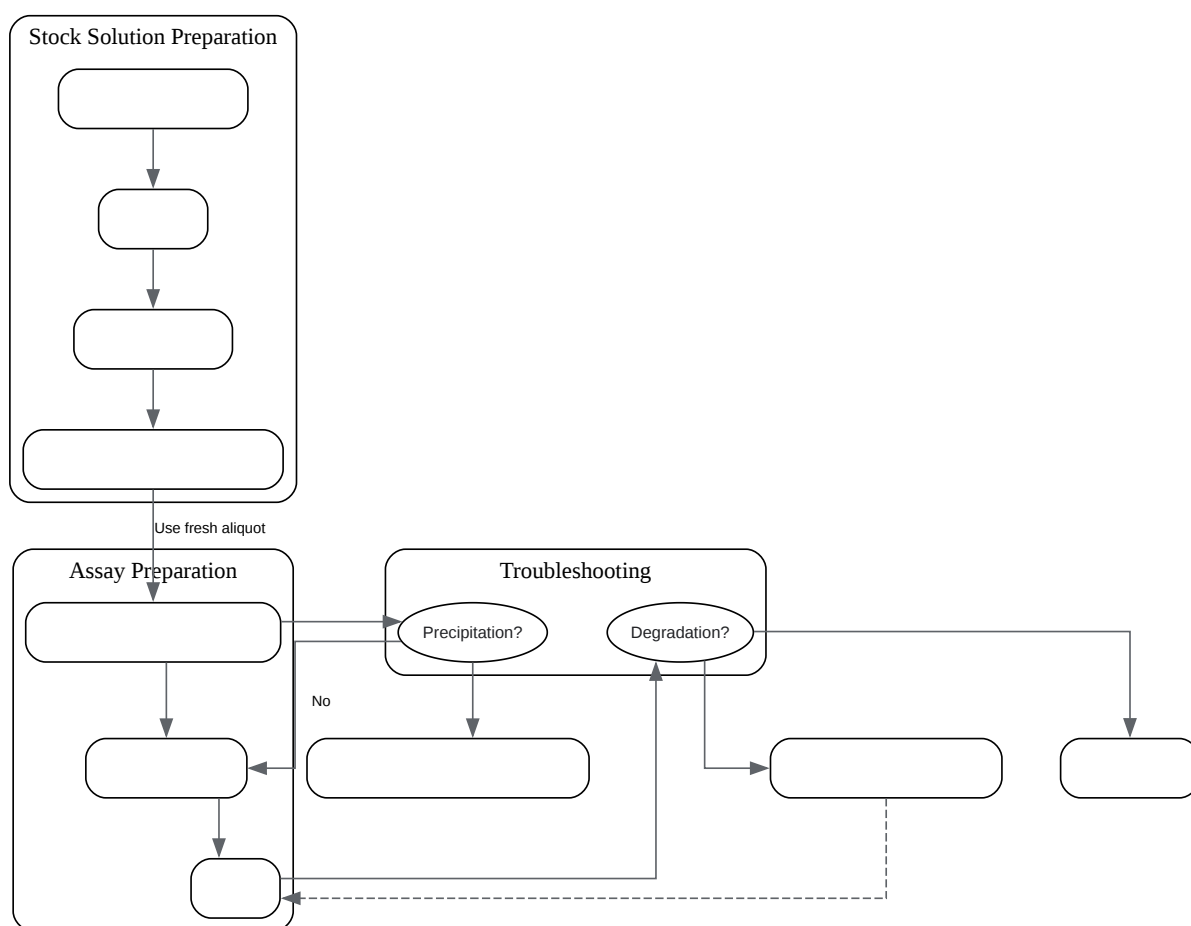 Stock Solution Preparation
Use fresh aliquot
Assay Preparation
Troubleshooting
Precipitation?
Degradation?
No